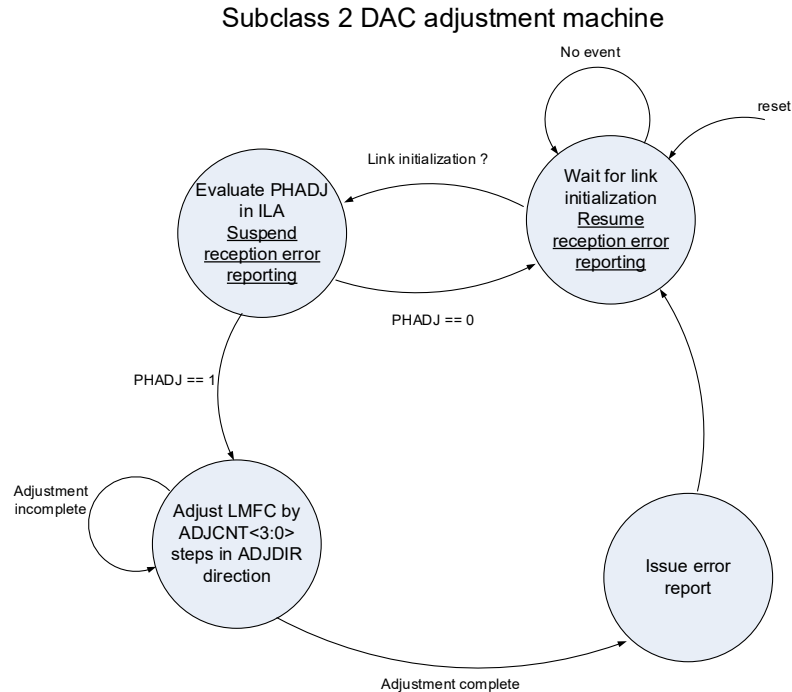 Subclass 2 DAC adjustment machine
No event
reset
Link initialization ?
Wait for link
initialization
Resume
reception error
reporting
Evaluate PHADJ
in ILA
Suspend
reception error
reporting
PHADJ == 0
PHADJ == 1
Adjustment
incomplete
Adjust LMFC by
ADJCNT<3:0>
steps in ADJDIR
direction
Issue error
report
Adjustment complete